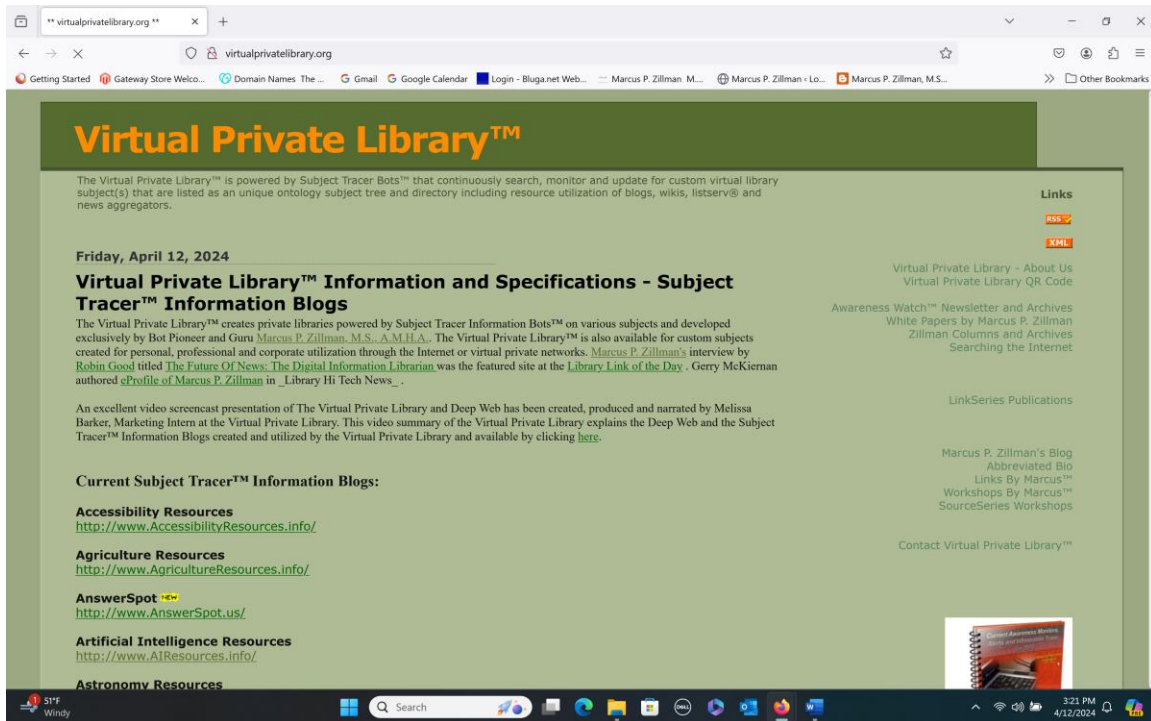 ** virtualprivatelibrary.org **
virtualprivatelibrary.org
Getting Started
Gateway Store Welco...
Domain Names The ...
Gmail
Google Calendar
Login - Bluga.net Web...
Marcus P. Zillman M....
Marcus P. Zillman ‹ Lo...
Marcus P. Zillman, M.S...
Other Bookmarks
Virtual Private Library™
The Virtual Private Library™ is powered by Subject Tracer Bots™ that continuously search, monitor and update for custom virtual library
subject(s) that are listed as an unique ontology subject tree and directory including resource utilization of blogs, wikis, listserv® and
news aggregators.
Friday, April 12, 2024
Virtual Private Library™ Information and Specifications - Subject
Tracer™ Information Blogs
The Virtual Private Library™ creates private libraries powered by Subject Tracer Information Bots™ on various subjects and developed
exclusively by Bot Pioneer and Guru Marcus P. Zillman, M.S., A.M.H.A.. The Virtual Private Library™ is also available for custom subjects
created for personal, professional and corporate utilization through the Internet or virtual private networks. Marcus P. Zillman's interview by
Robin Good titled The Future Of News: The Digital Information Librarian was the featured site at the Library Link of the Day . Gerry McKiernan
authored eProfile of Marcus P. Zillman in _Library Hi Tech News_ .
An excellent video screencast presentation of The Virtual Private Library and Deep Web has been created, produced and narrated by Melissa
Barker, Marketing Intern at the Virtual Private Library. This video summary of the Virtual Private Library explains the Deep Web and the Subject
Tracer™ Information Blogs created and utilized by the Virtual Private Library and available by clicking here.
Current Subject Tracer™ Information Blogs:
Accessibility Resources
http://www.AccessibilityResources.info/
Agriculture Resources
http://www.AgricultureResources.info/
AnswerSpot NEW
http://www.AnswerSpot.us/
Artificial Intelligence Resources
http://www.AIResources.info/
Astronomy Resources
Links
RSS
XML
Virtual Private Library - About Us
Virtual Private Library QR Code
Awareness Watch™ Newsletter and Archives
White Papers by Marcus P. Zillman
Zillman Columns and Archives
Searching the Internet
LinkSeries Publications
Marcus P. Zillman's Blog
Abbreviated Bio
Links By Marcus™
Workshops By Marcus™
SourceSeries Workshops
Contact Virtual Private Library™
Current Awareness Monitors
1
51°F
Windy
Search
DELL
3:21 PM
4/12/2024